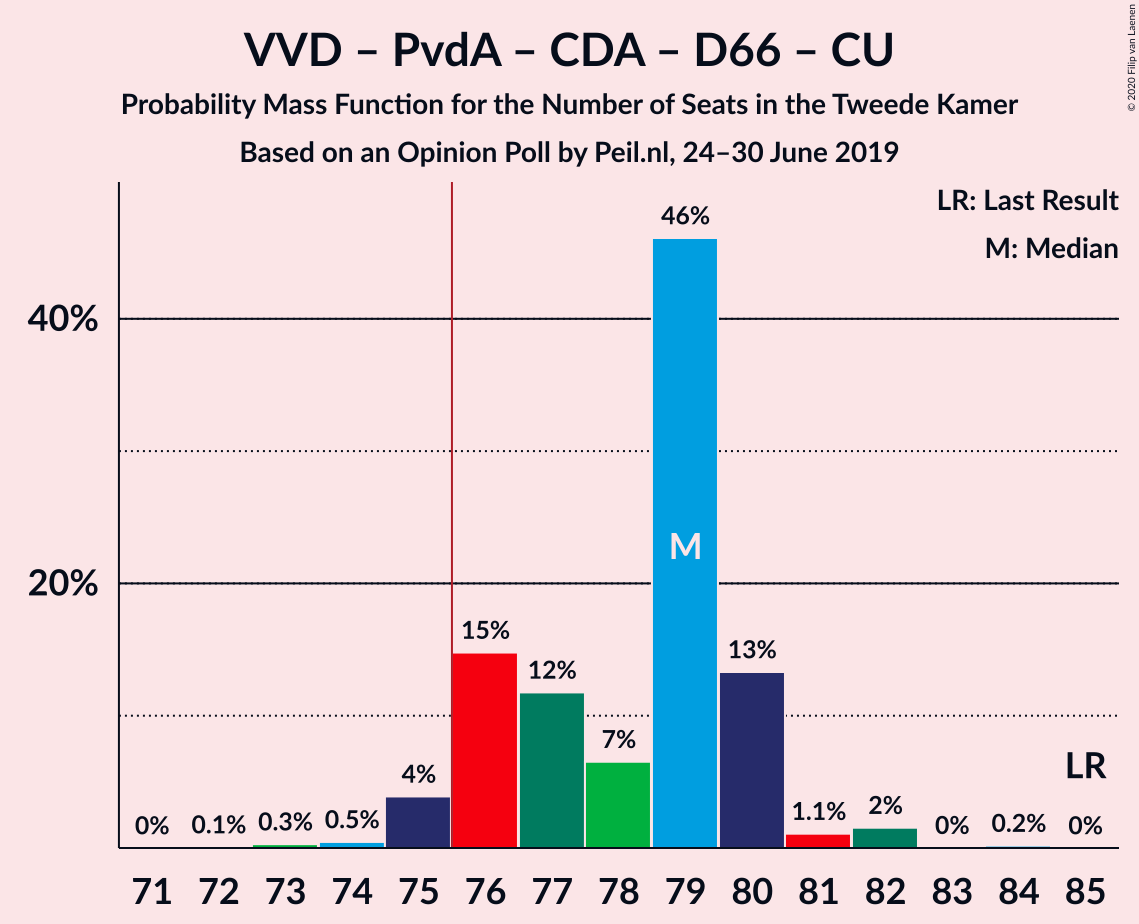 VVD – PvdA – CDA – D66 – CU
Probability Mass Function for the Number of Seats in the Tweede Kamer
Based on an Opinion Poll by Peil.nl, 24–30 June 2019
© 2020 Filip van Laenen
LR: Last Result
M: Median
46%
40%
M
20%
15%
12%
13%
7%
LR
4%
0% 0.1% 0.3% 0.5% 1.1% 2% 0% 0.2% 0%
71 72 73 74 75 76 77 78 79 80 81 82 83 84 85